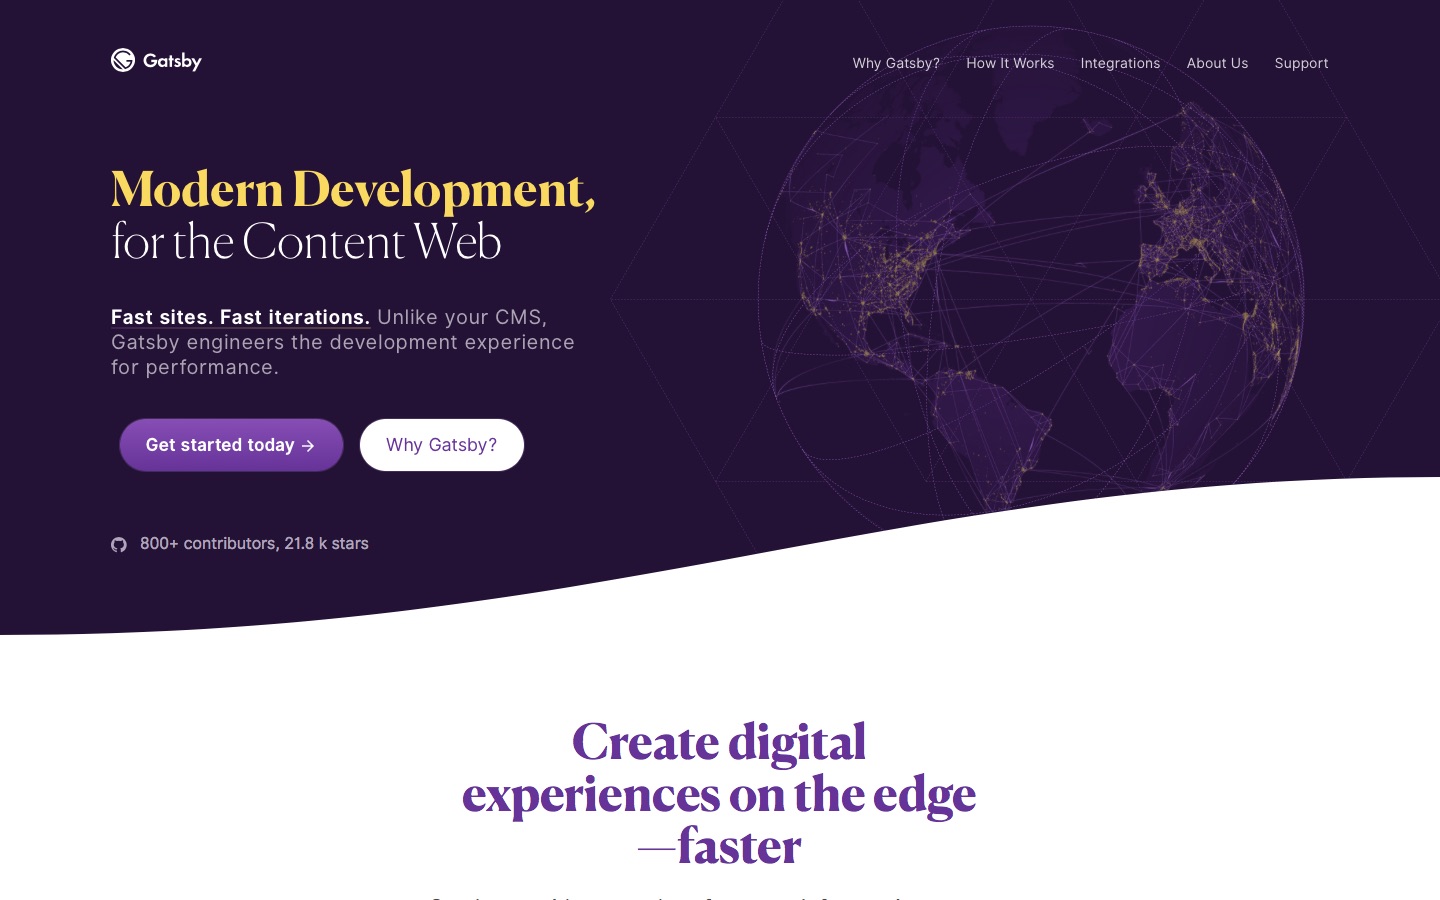 Gatsby
Why Gatsby? How It Works Integrations About Us Support
Modern Development,
for the Content Web
Fast sites. Fast iterations. Unlike your CMS,
Gatsby engineers the development experience
for performance.
Get started today →
Why Gatsby?
800+ contributors, 21.8 k stars
Create digital
experiences on the edge
—faster